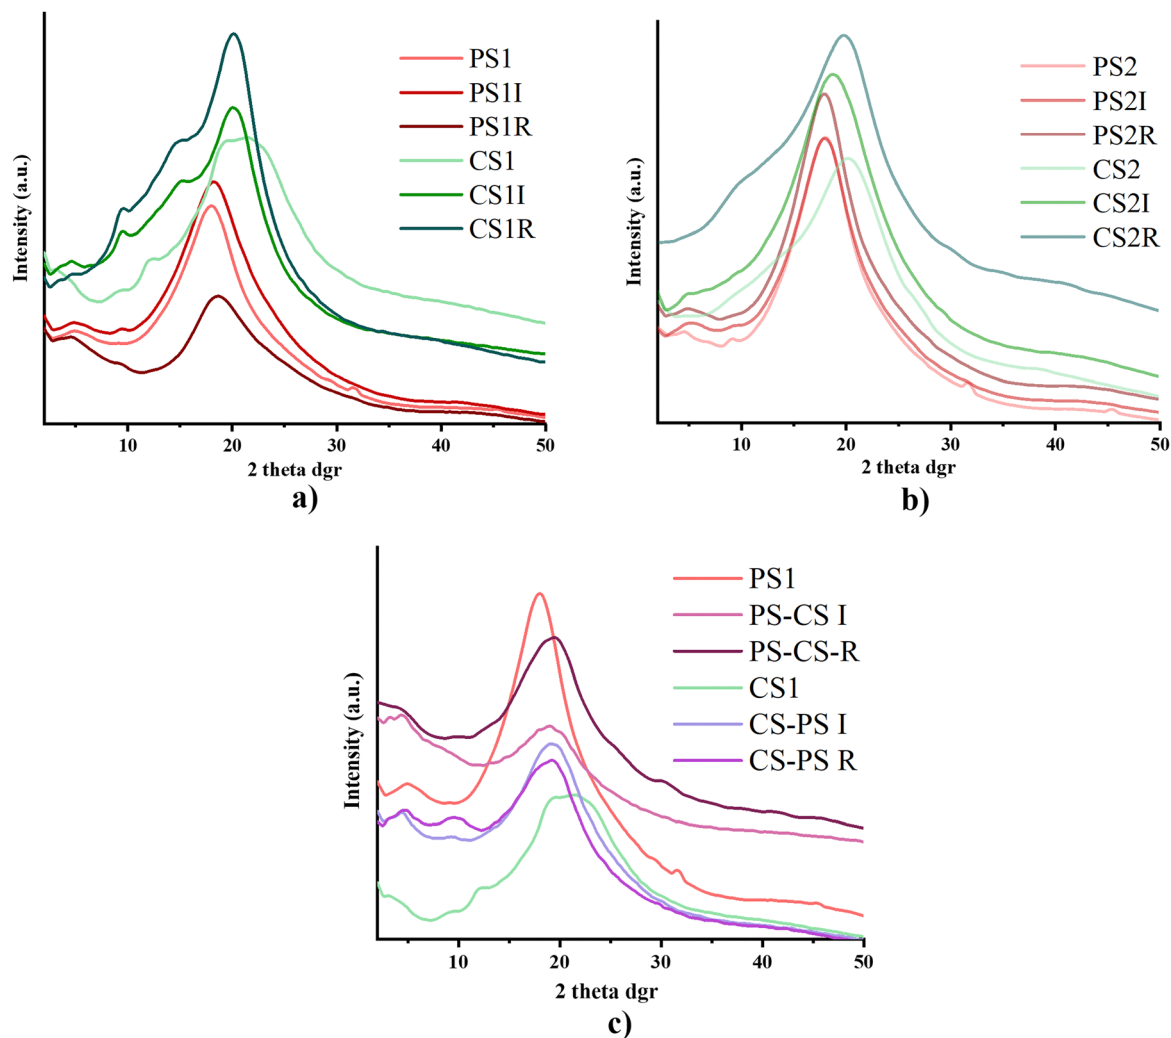 PS1
PS1I
PS1R
CS1
CS1I
CS1R
Intensity (a.u.)
10 20 30 40 50
2 theta dgr
a)
PS2
PS2I
PS2R
CS2
CS2I
CS2R
Intensity (a.u.)
10 20 30 40 50
2 theta dgr
b)
PS1
PS-CS I
PS-CS-R
CS1
CS-PS I
CS-PS R
Intensity (a.u.)
10 20 30 40 50
2 theta dgr
c)